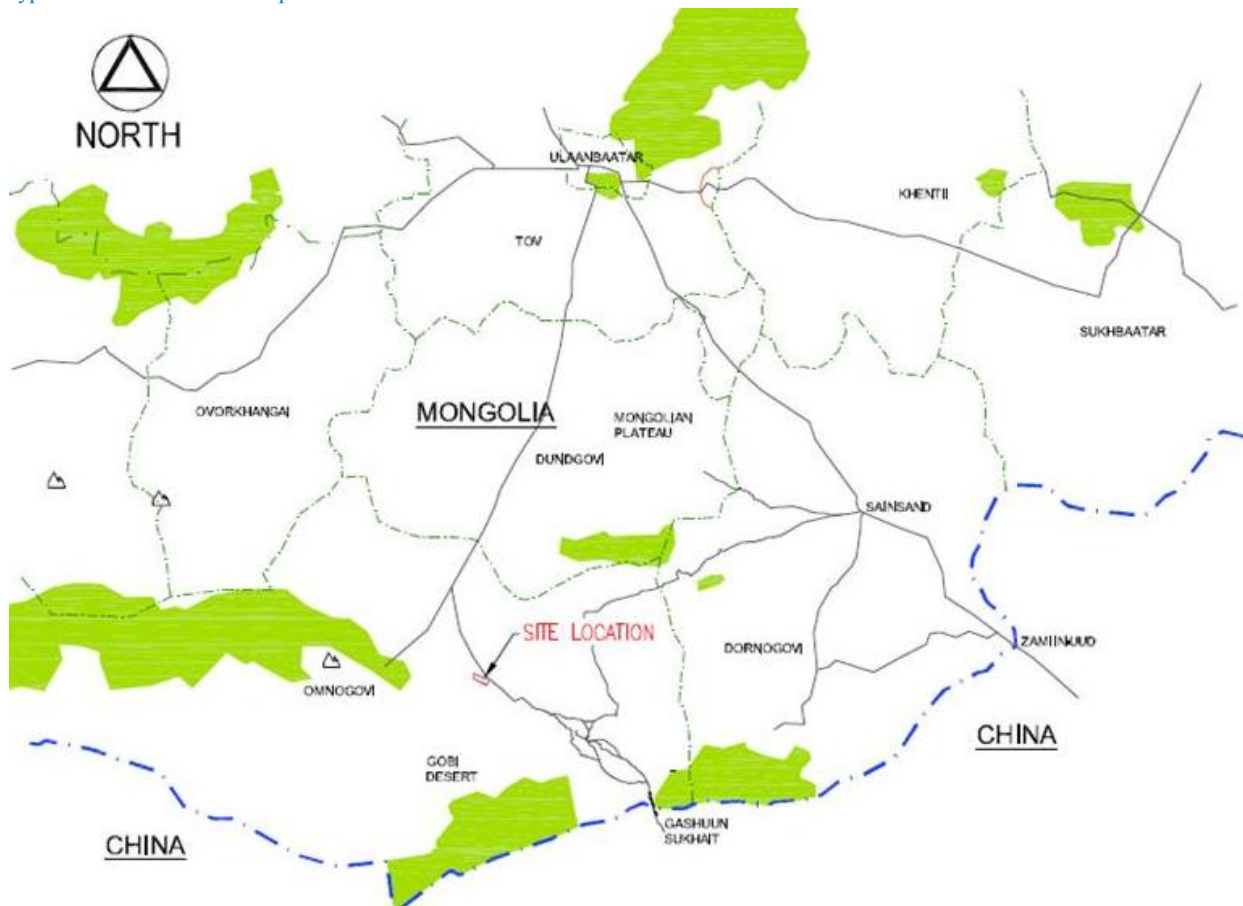 NORTH
ULAANBAATAR
KHENTII
TOV
SUKHBAATAR
OVORKHANGAI
MONGOLIA
MONGOLIAN
PLATEAU
DUNDGOVI
SAINSAND
SITE LOCATION
DORNOGOVI
ZAMIINUUD
OMNOGOVI
CHINA
GOBI
DESERT
GASHUUN
SUKHAIT
CHINA